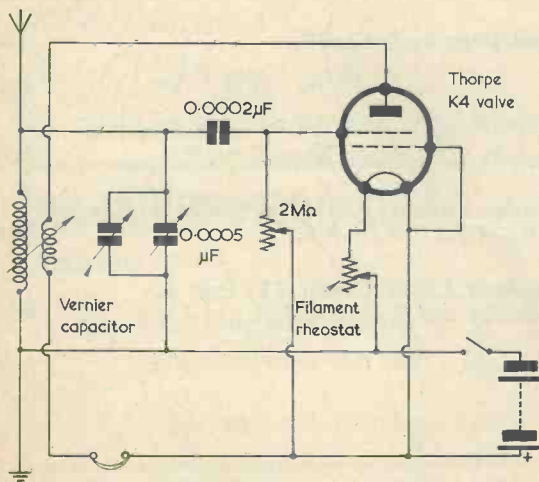 Thorpe
K4 valve
0·0002µF
2MΩ
0·0005
µF
Vernier
capacitor
Filament
rheostat
+